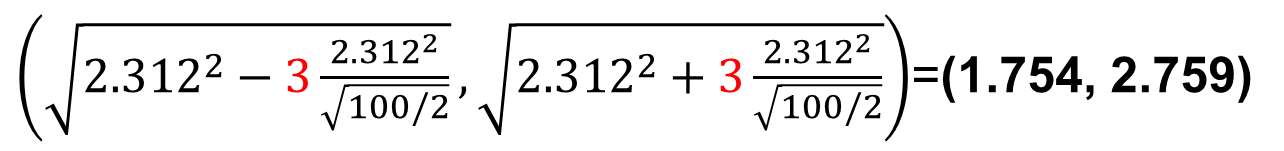 (√(2.312² − 3 2.312²/√(100/2)), √(2.312² + 3 2.312²/√(100/2)))=(1.754, 2.759)